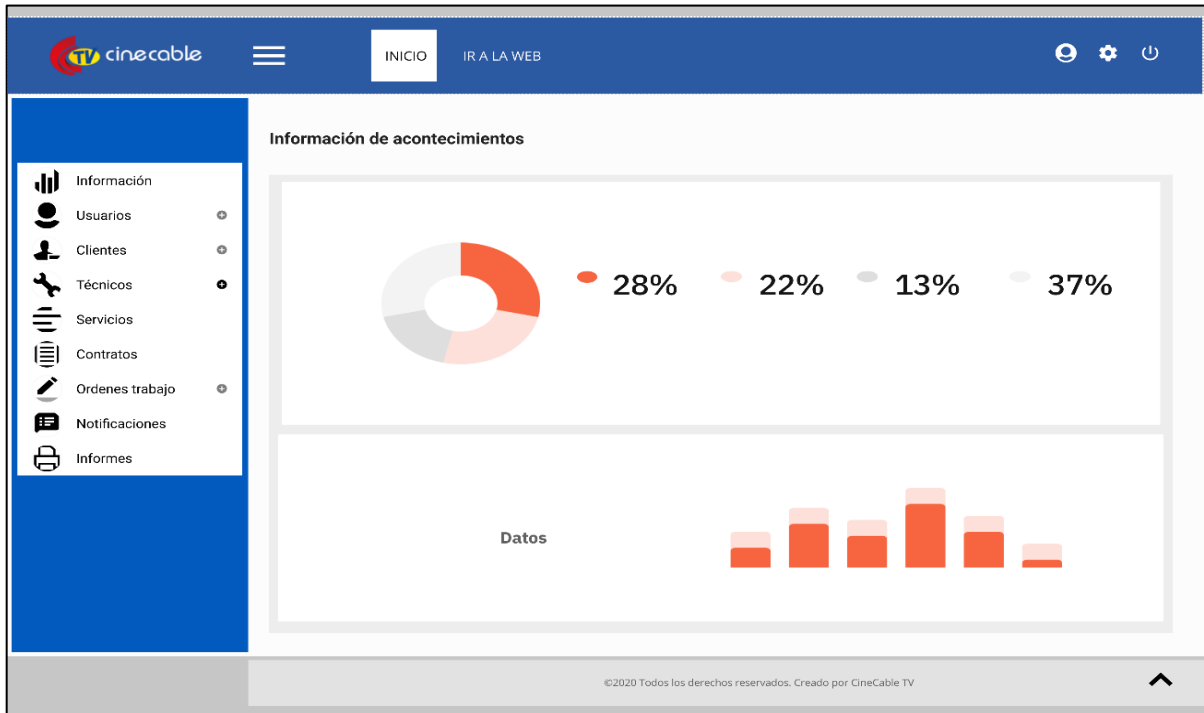 TV cinecable
INICIO
IR A LA WEB
Información de acontecimientos
Información
Usuarios
Clientes
Técnicos
Servicios
Contratos
Ordenes trabajo
Notificaciones
Informes
28% 22% 13% 37%
Datos
©2020 Todos los derechos reservados. Creado por CineCable TV